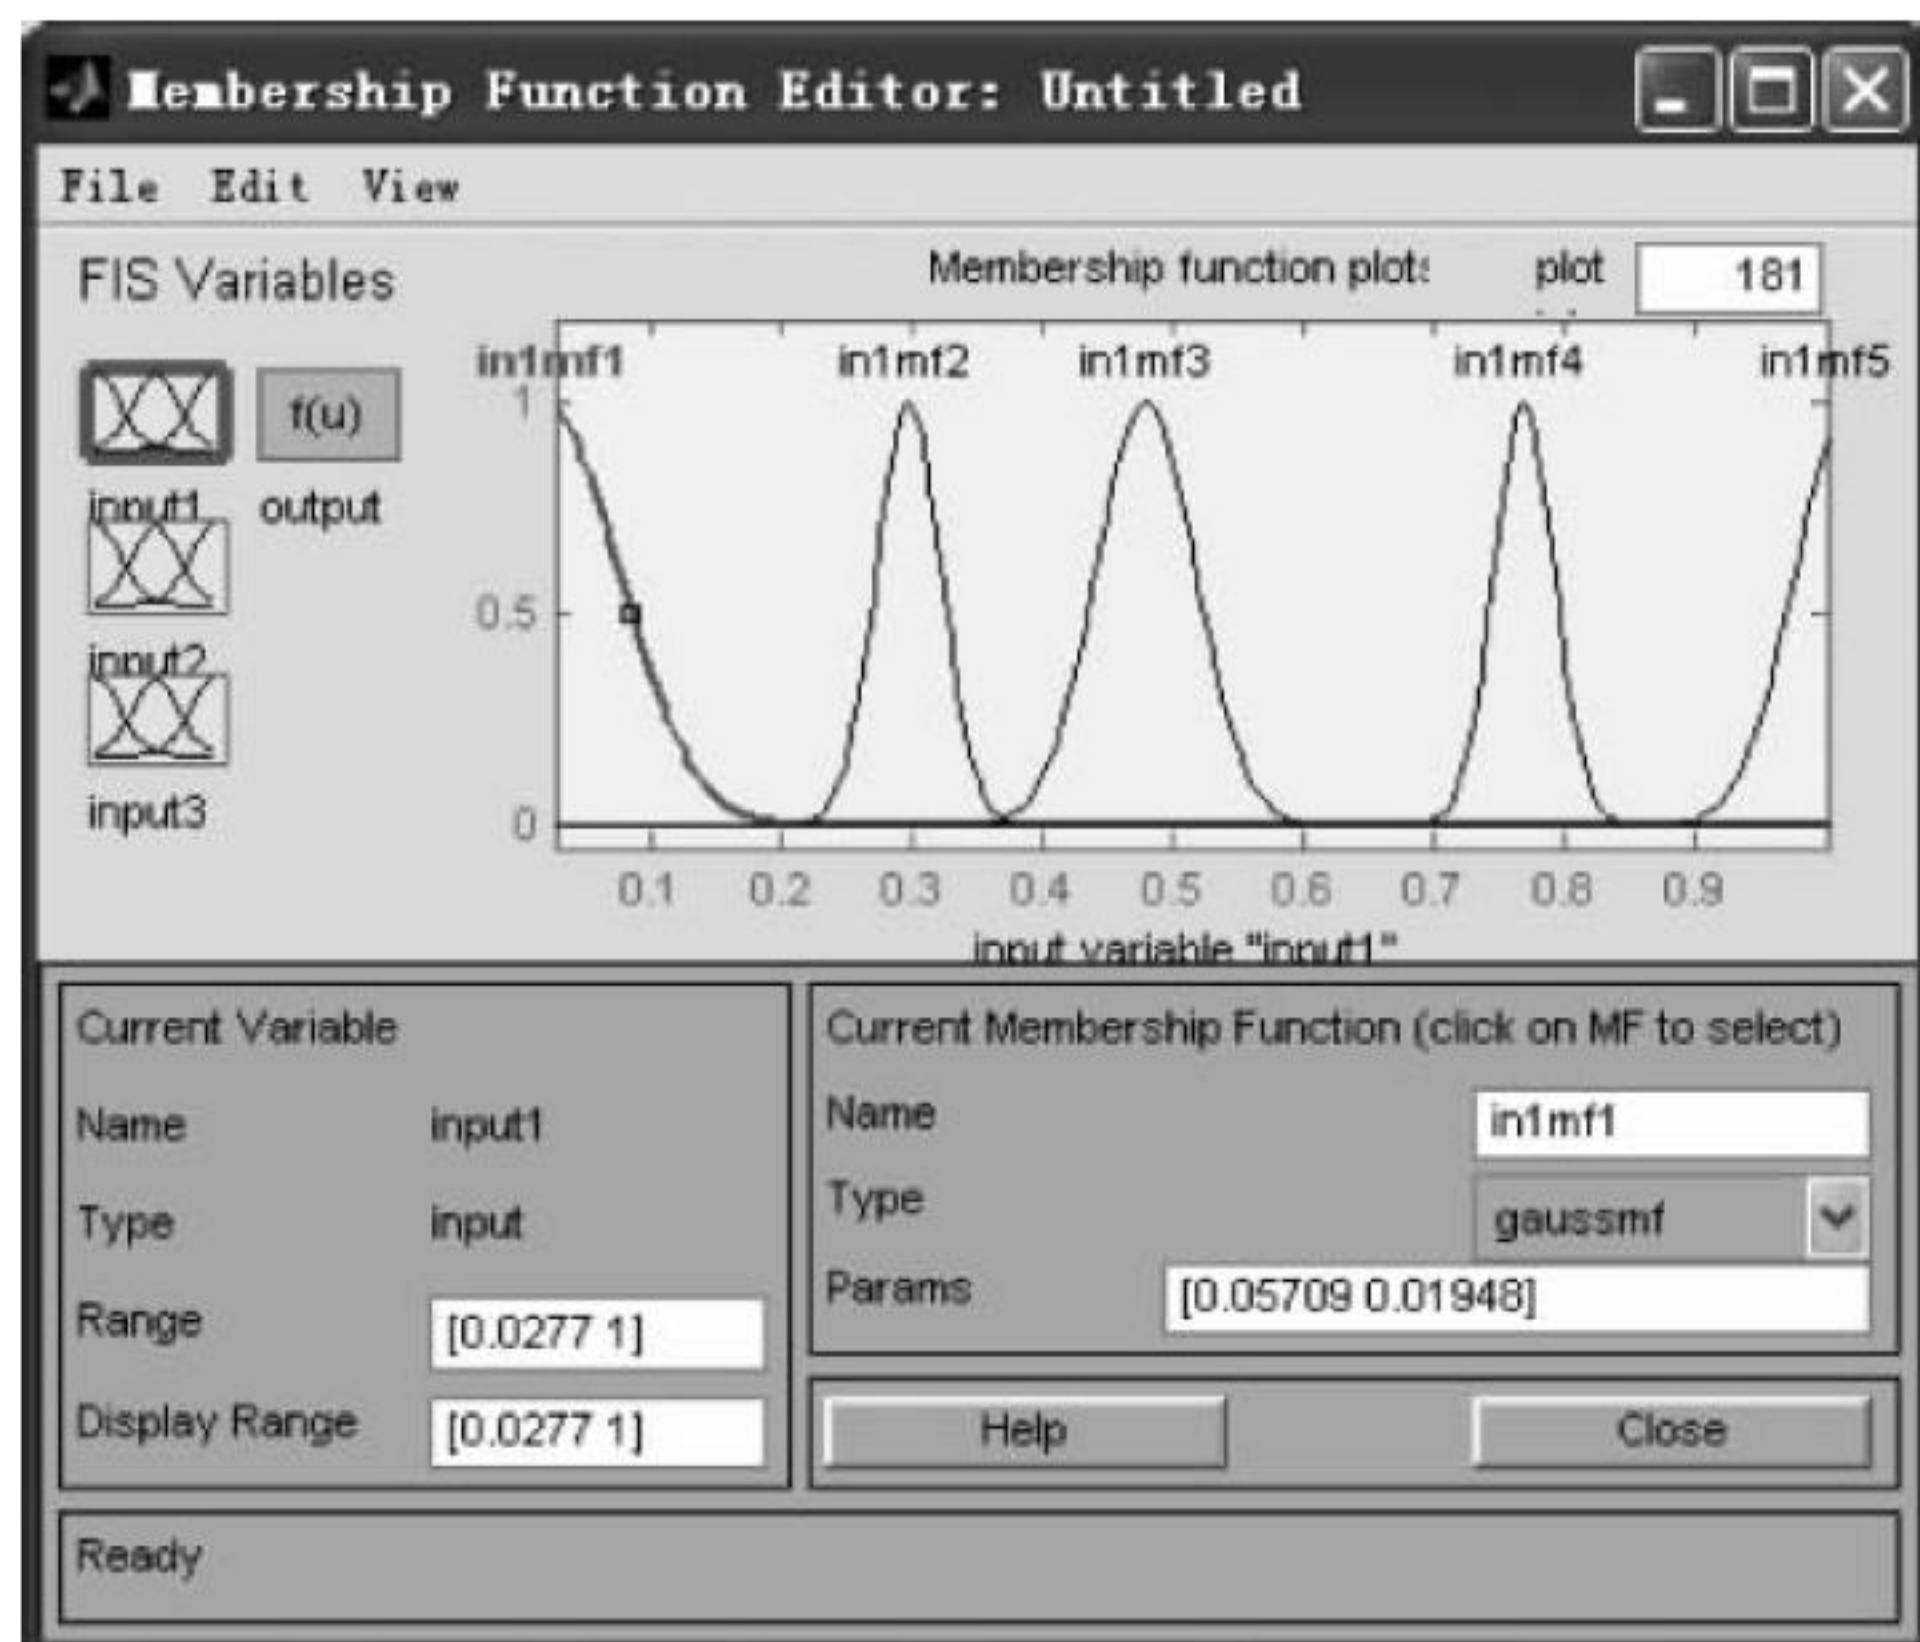 Membership Function Editor: Untitled
File Edit View
FIS Variables
Membership function plots
plot
181
in1mf1
in1mf2
in1mf3
in1mf4
in1mf5
f(u)
input1
output
input2
input3
1
0.5
0
0.1 0.2 0.3 0.4 0.5 0.6 0.7 0.8 0.9
input variable "input1"
Current Variable
Name input1
Type input
Range [0.0277 1]
Display Range [0.0277 1]
Current Membership Function (click on MF to select)
Name in1mf1
Type gaussmf
Params [0.05709 0.01948]
Help
Close
Ready